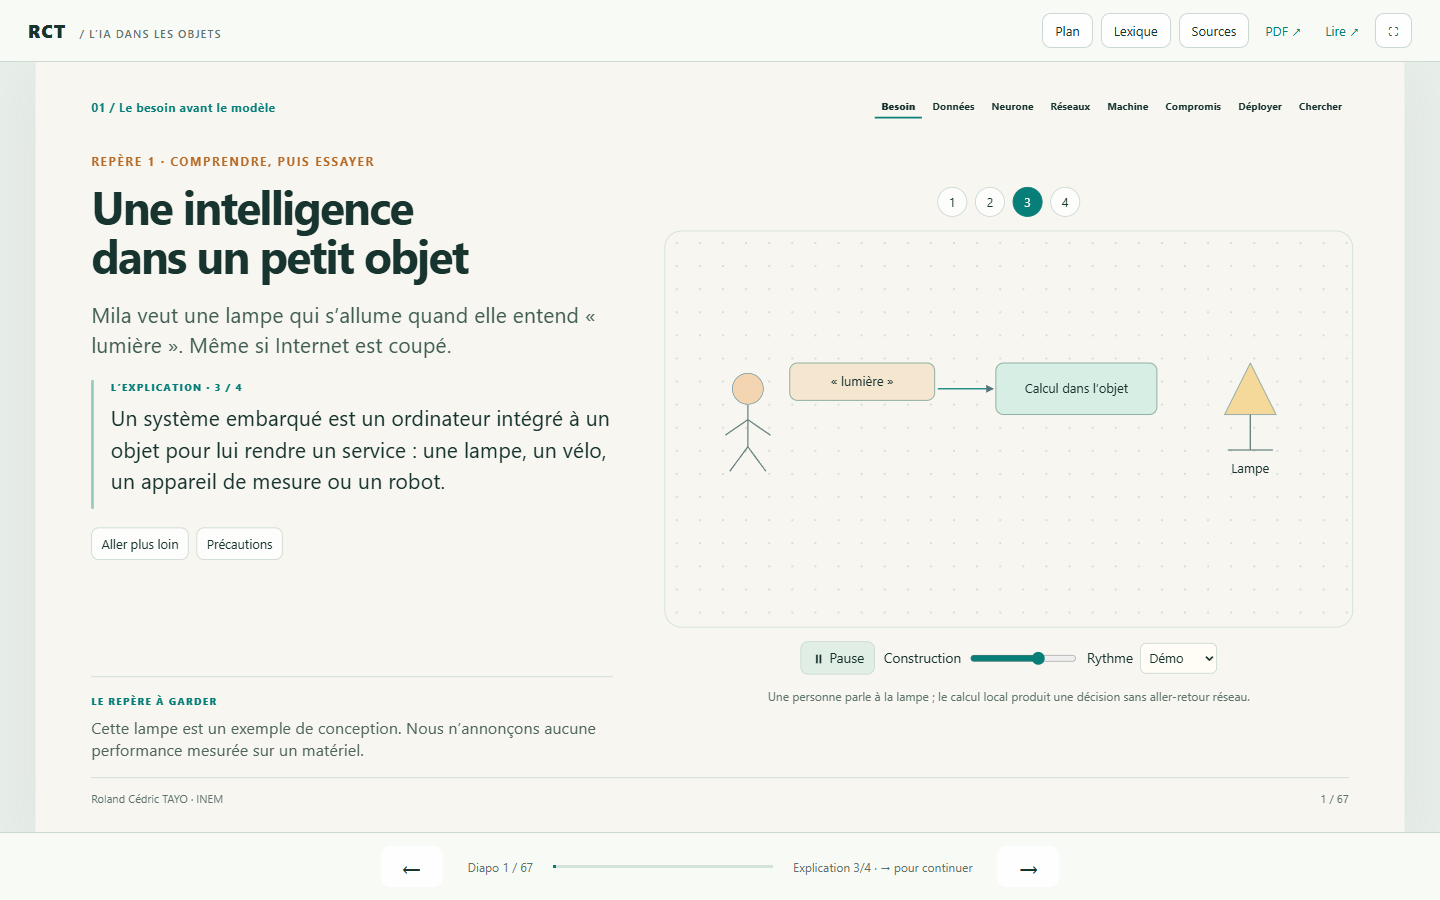 RCT / L'IA DANS LES OBJETS
Plan
Lexique
Sources
PDF ↗
Lire ↗
01 / Le besoin avant le modèle
Besoin
Données
Neurone
Réseaux
Machine
Compromis
Déployer
Chercher
REPÈRE 1 · COMPRENDRE, PUIS ESSAYER
Une intelligence
dans un petit objet
Mila veut une lampe qui s’allume quand elle entend «
lumière ». Même si Internet est coupé.
L’EXPLICATION · 3 / 4
Un système embarqué est un ordinateur intégré à un
objet pour lui rendre un service : une lampe, un vélo,
un appareil de mesure ou un robot.
Aller plus loin
Précautions
LE REPÈRE À GARDER
Cette lampe est un exemple de conception. Nous n’annonçons aucune
performance mesurée sur un matériel.
1
2
3
4
« lumière »
Calcul dans l’objet
Lampe
Pause
Construction
Rythme
Démo
Une personne parle à la lampe ; le calcul local produit une décision sans aller-retour réseau.
Roland Cédric TAYO · INEM
1 / 67
←
Diapo 1 / 67
Explication 3/4 · → pour continuer
→